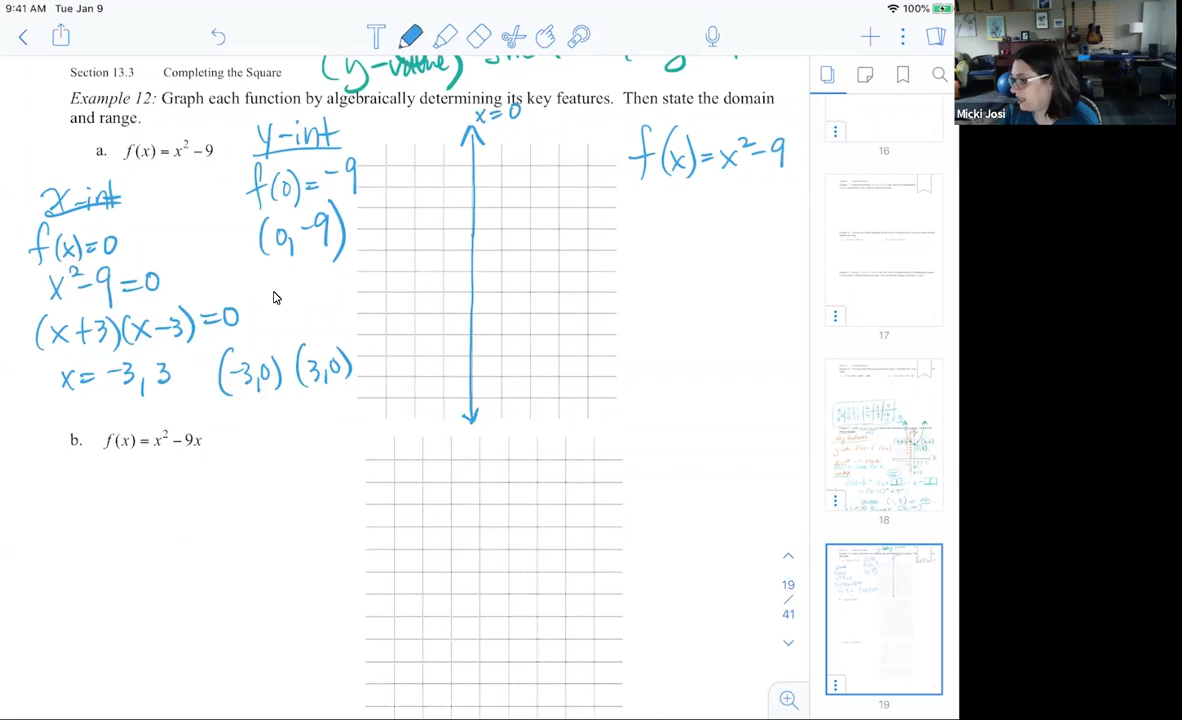 9:41 AM Tue Jan 9
100%
(y-value)
Section 13.3 Completing the Square
Example 12: Graph each function by algebraically determining its key features. Then state the domain
and range.
a. f(x) = x² − 9
y-int
f(0) = -9
(0, -9)
x=0
f(x) = x² - 9
x-int
f(x)=0
x² - 9 = 0
(x+3)(x-3) = 0
x = -3, 3 (-3,0) (3,0)
b. f(x) = x² − 9x
19
/
41
16
17
18
19
Micki Josi